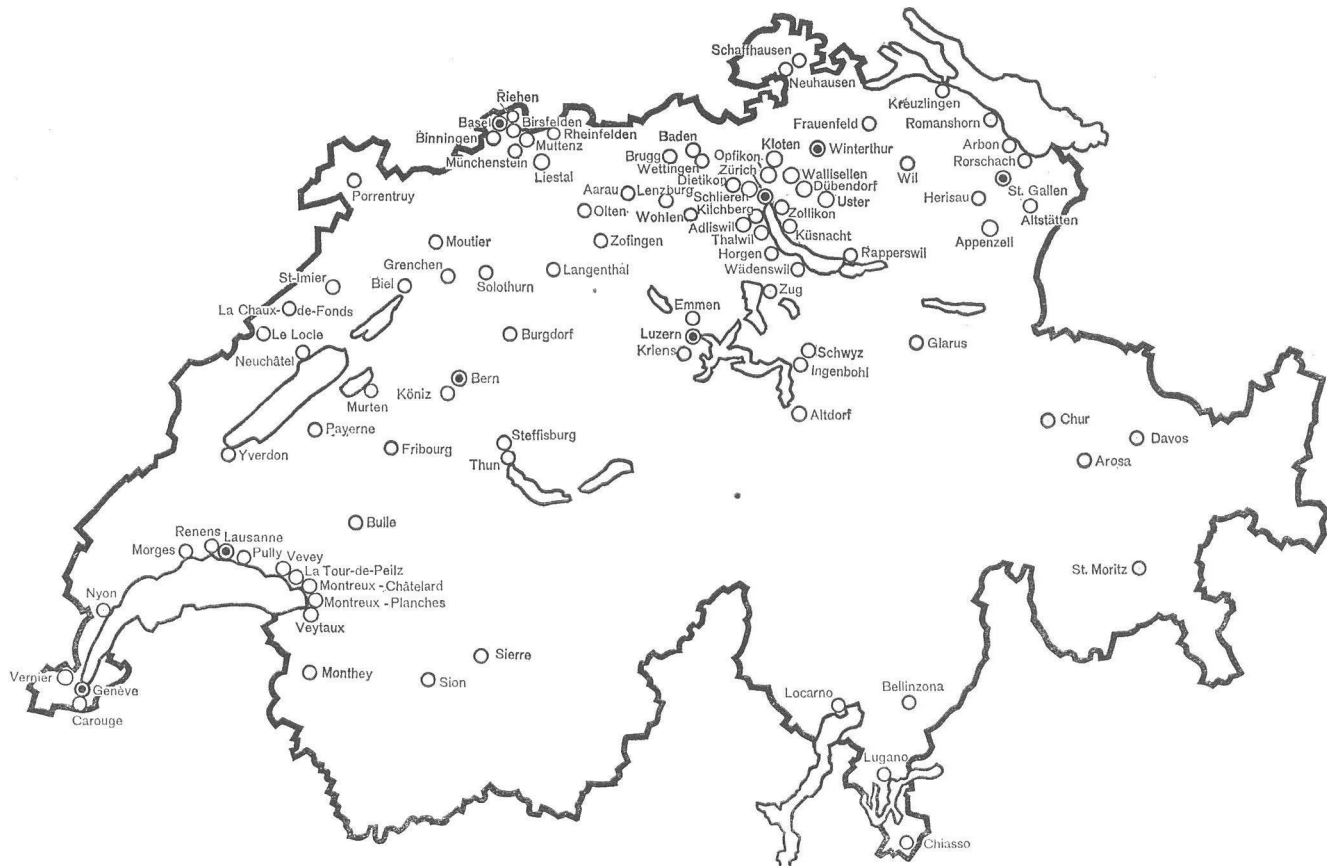 Schaffhausen
Neuhausen
Kreuzlingen
Riehen
Basel
Birsfelden
Binningen
Muttenz
Rheinfelden
Münchenstein
Liestal
Frauenfeld
Romanshorn
Baden
Kloten
Winterthur
Arbon
Brugg
Wettingen
Opfikon
Rorschach
Zürich
Wallisellen
Wil
Dietikon
Dübendorf
St. Gallen
Porrentruy
Aarau
Lenzburg
Schlieren
Uster
Herisau
Altstätten
Olten
Wohlen
Kilchberg
Zollikon
Adliswil
Küsnacht
Appenzell
Thalwil
Moutier
Zofingen
Horgen
Rapperswil
Grenchen
Langenthal
Wädenswil
St-Imier
Biel
Solothurn
Zug
La Chaux-de-Fonds
Emmen
Le Locle
Burgdorf
Luzern
Glarus
Neuchâtel
Kriens
Schwyz
Ingenbohl
Bern
Murten
Köniz
Altdorf
Payerne
Chur
Fribourg
Steffisburg
Davos
Yverdon
Thun
Arosa
Bulle
Renens
Lausanne
Morges
Pully
Vevey
La Tour-de-Peilz
St. Moritz
Montreux-Châtelard
Nyon
Montreux-Planches
Veytaux
Sierre
Vernier
Monthey
Sion
Genève
Locarno
Bellinzona
Carouge
Lugano
Chiasso